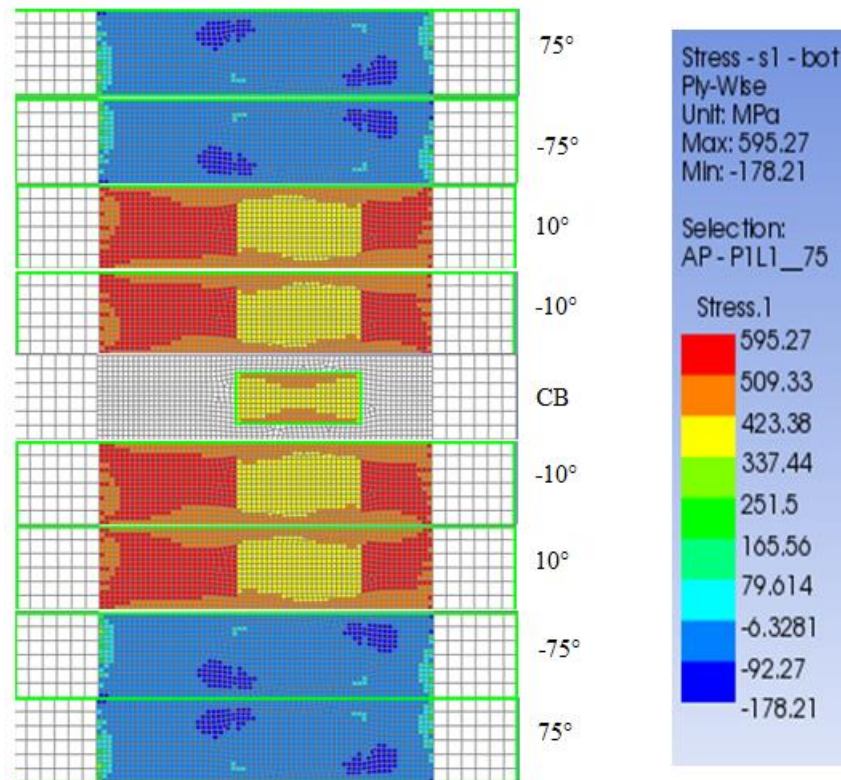 75°
-75°
10°
-10°
CB
-10°
10°
-75°
75°
Stress - s1 - bot
Ply-Wise
Unit: MPa
Max: 595.27
Min: -178.21
Selection:
AP - P1L1__75
Stress.1
595.27
509.33
423.38
337.44
251.5
165.56
79.614
-6.3281
-92.27
-178.21